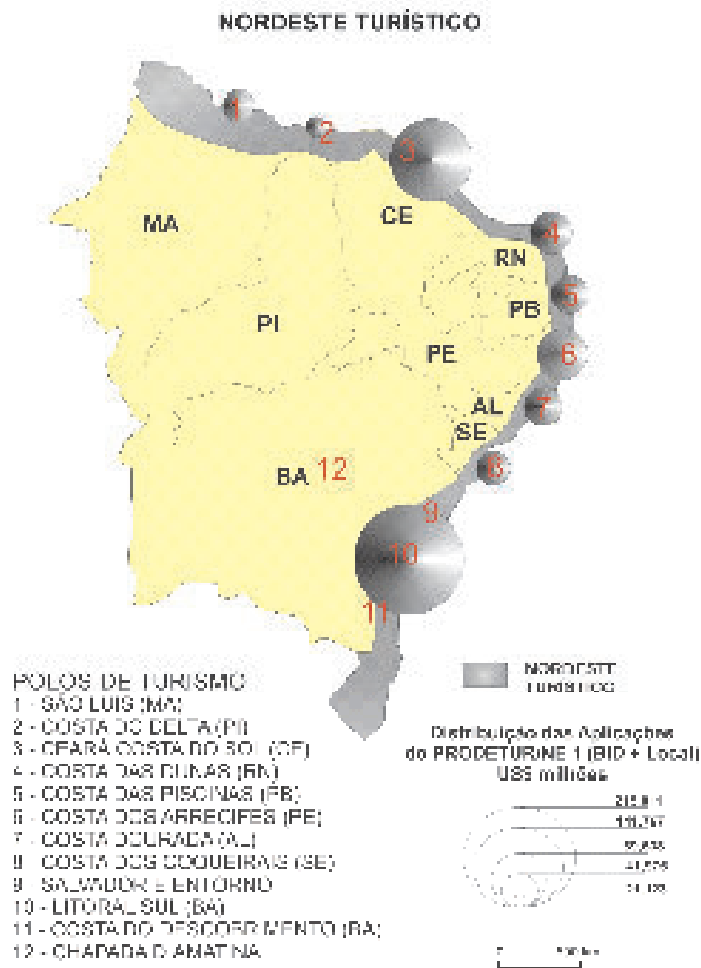 NORDESTE TURÍSTICO
1
2
3
MA
CE
4
RN
5
PB
PI
6
PE
7
AL
SE
8
BA 12
9
10
11
NORDESTE
TURÍSTICO
POLOS DE TURISMO
1 - SÃO LUIS (MA)
2 - COSTA DO DELTA (PI)
3 - CEARÁ COSTA DO SOL (CE)
4 - COSTA DAS DUNAS (RN)
5 - COSTA DAS PISCINAS (PB)
6 - COSTA DOS ARRECIFES (PE)
7 - COSTA DOURADA (AL)
8 - COSTA DOS COQUEIRAIS (SE)
9 - SALVADOR E ENTORNO
10 - LITORAL SUL (BA)
11 - COSTA DO DESCOBRIMENTO (BA)
12 - CHAPADA DIAMATINA
Distribuição das Aplicações
do PRODETUR/NE 1 (BID + Local)
US$ milhões